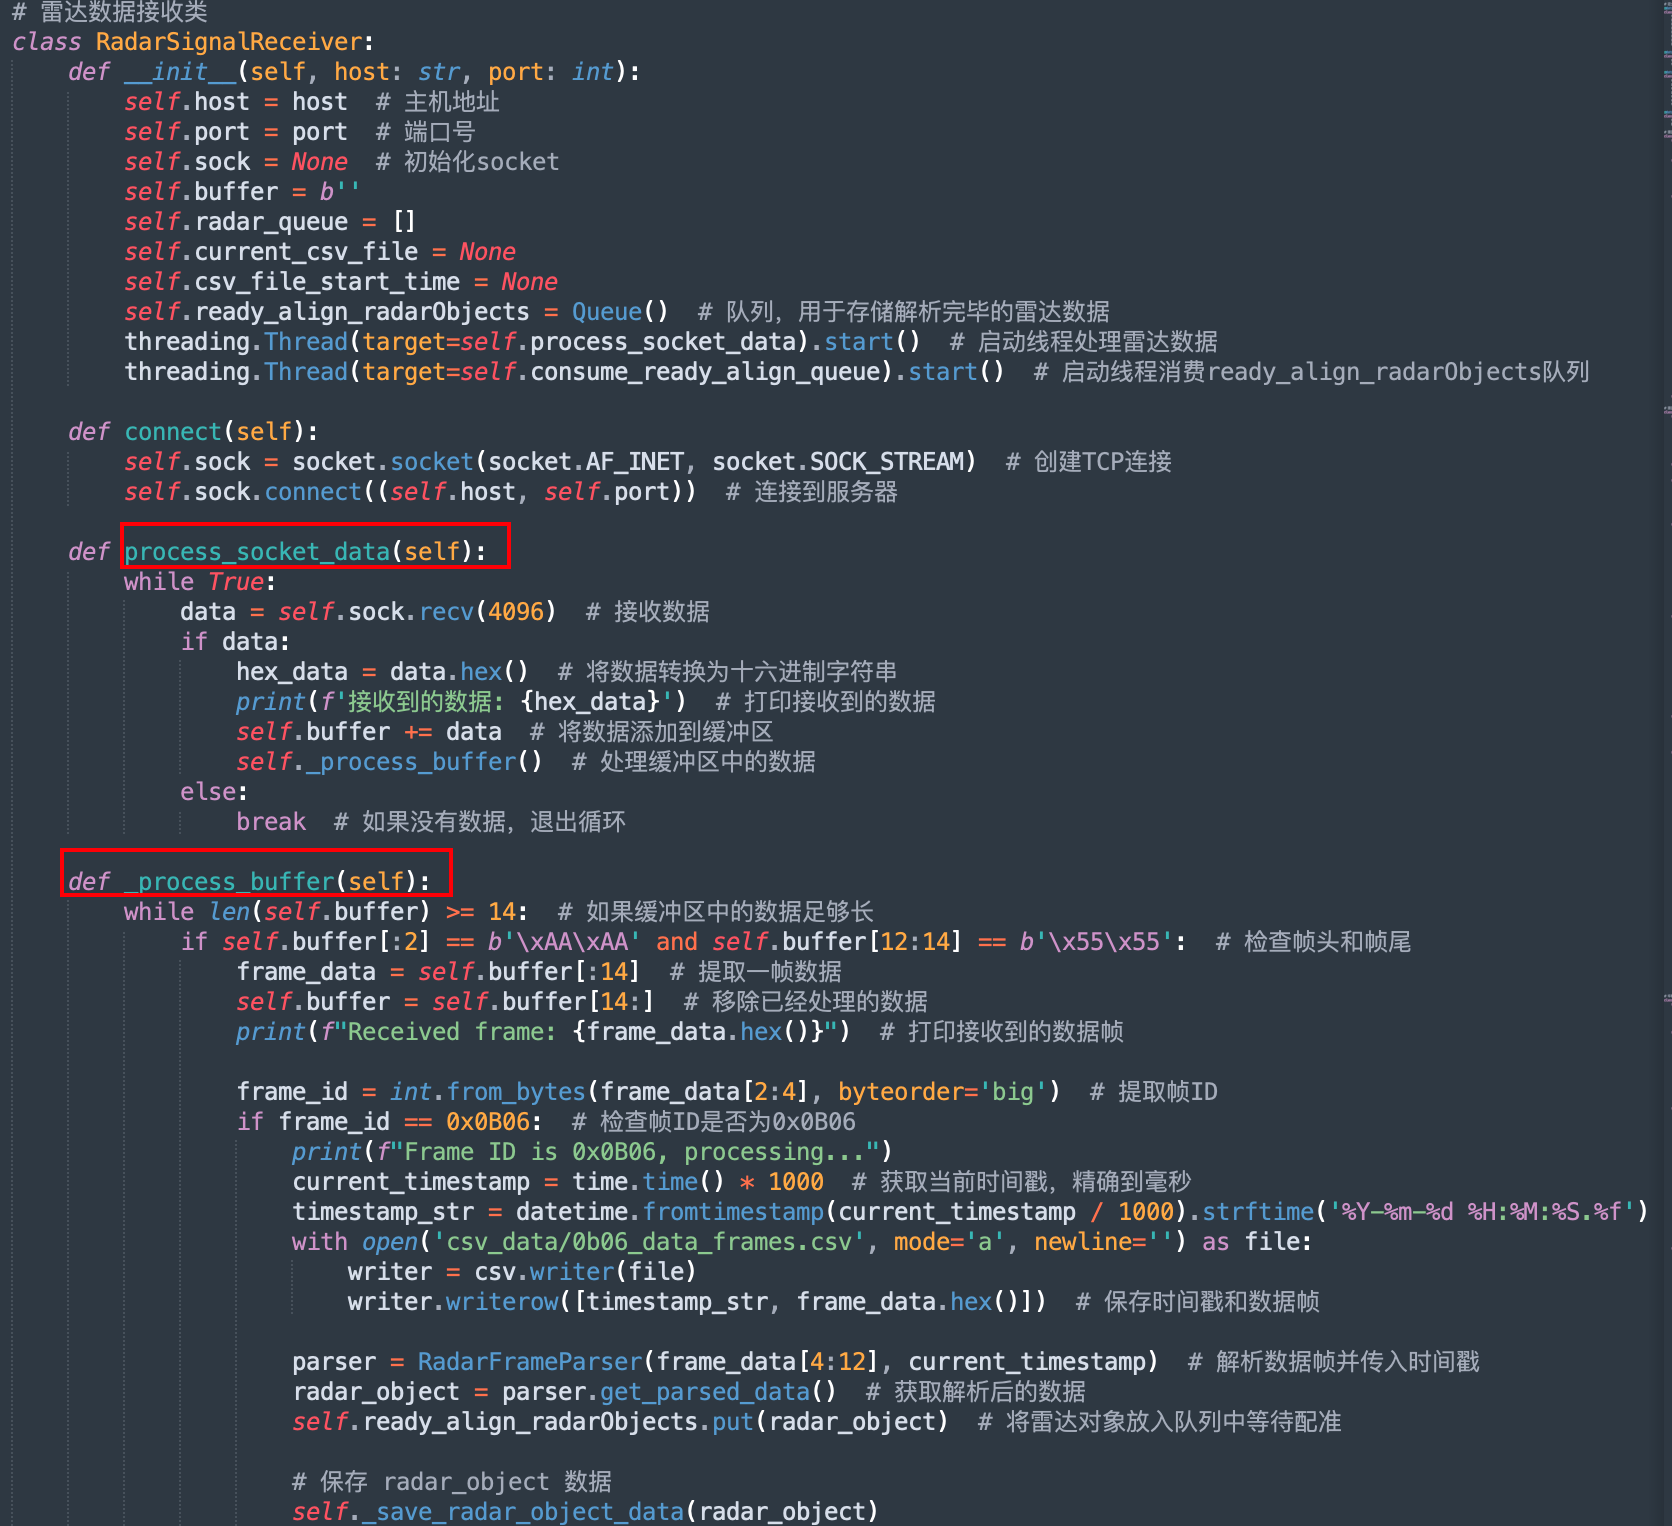 # 雷达数据接收类
class RadarSignalReceiver:
    def __init__(self, host: str, port: int):
        self.host = host  # 主机地址
        self.port = port  # 端口号
        self.sock = None  # 初始化socket
        self.buffer = b''
        self.radar_queue = []
        self.current_csv_file = None
        self.csv_file_start_time = None
        self.ready_align_radarObjects = Queue()  # 队列，用于存储解析完毕的雷达数据
        threading.Thread(target=self.process_socket_data).start()  # 启动线程处理雷达数据
        threading.Thread(target=self.consume_ready_align_queue).start()  # 启动线程消费ready_align_radarObjects队列

    def connect(self):
        self.sock = socket.socket(socket.AF_INET, socket.SOCK_STREAM)  # 创建TCP连接
        self.sock.connect((self.host, self.port))  # 连接到服务器

    def process_socket_data(self):
        while True:
            data = self.sock.recv(4096)  # 接收数据
            if data:
                hex_data = data.hex()  # 将数据转换为十六进制字符串
                print(f'接收到的数据: {hex_data}')  # 打印接收到的数据
                self.buffer += data  # 将数据添加到缓冲区
                self._process_buffer()  # 处理缓冲区中的数据
            else:
                break  # 如果没有数据，退出循环

    def _process_buffer(self):
        while len(self.buffer) >= 14:  # 如果缓冲区中的数据足够长
            if self.buffer[:2] == b'\xAA\xAA' and self.buffer[12:14] == b'\x55\x55':  # 检查帧头和帧尾
                frame_data = self.buffer[:14]  # 提取一帧数据
                self.buffer = self.buffer[14:]  # 移除已经处理的数据
                print(f"Received frame: {frame_data.hex()}")  # 打印接收到的数据帧

                frame_id = int.from_bytes(frame_data[2:4], byteorder='big')  # 提取帧ID
                if frame_id == 0x0B06:  # 检查帧ID是否为0x0B06
                    print(f"Frame ID is 0x0B06, processing...")
                    current_timestamp = time.time() * 1000  # 获取当前时间戳，精确到毫秒
                    timestamp_str = datetime.fromtimestamp(current_timestamp / 1000).strftime('%Y-%m-%d %H:%M:%S.%f')
                    with open('csv_data/0b06_data_frames.csv', mode='a', newline='') as file:
                        writer = csv.writer(file)
                        writer.writerow([timestamp_str, frame_data.hex()])  # 保存时间戳和数据帧

                    parser = RadarFrameParser(frame_data[4:12], current_timestamp)  # 解析数据帧并传入时间戳
                    radar_object = parser.get_parsed_data()  # 获取解析后的数据
                    self.ready_align_radarObjects.put(radar_object)  # 将雷达对象放入队列中等待配准

                    # 保存 radar_object 数据
                    self._save_radar_object_data(radar_object)